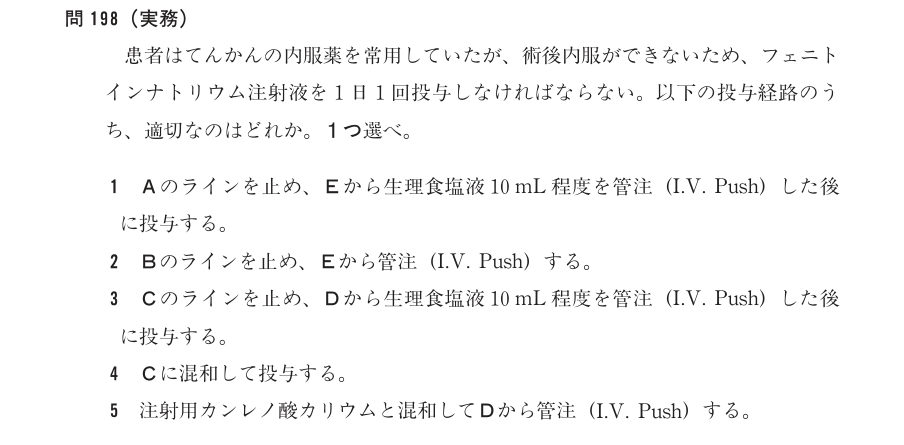 問198（実務）
患者はてんかんの内服薬を常用していたが、術後内服ができないため、フェニト
インナトリウム注射液を１日１回投与しなければならない。以下の投与経路のう
ち、適切なのはどれか。１つ選べ。
1 Ａのラインを止め、Ｅから生理食塩液 10 mL 程度を管注（I.V. Push）した後
に投与する。
2 Ｂのラインを止め、Ｅから管注（I.V. Push）する。
3 Ｃのラインを止め、Ｄから生理食塩液 10 mL 程度を管注（I.V. Push）した後
に投与する。
4 Ｃに混和して投与する。
5 注射用カンレノ酸カリウムと混和してＤから管注（I.V. Push）する。